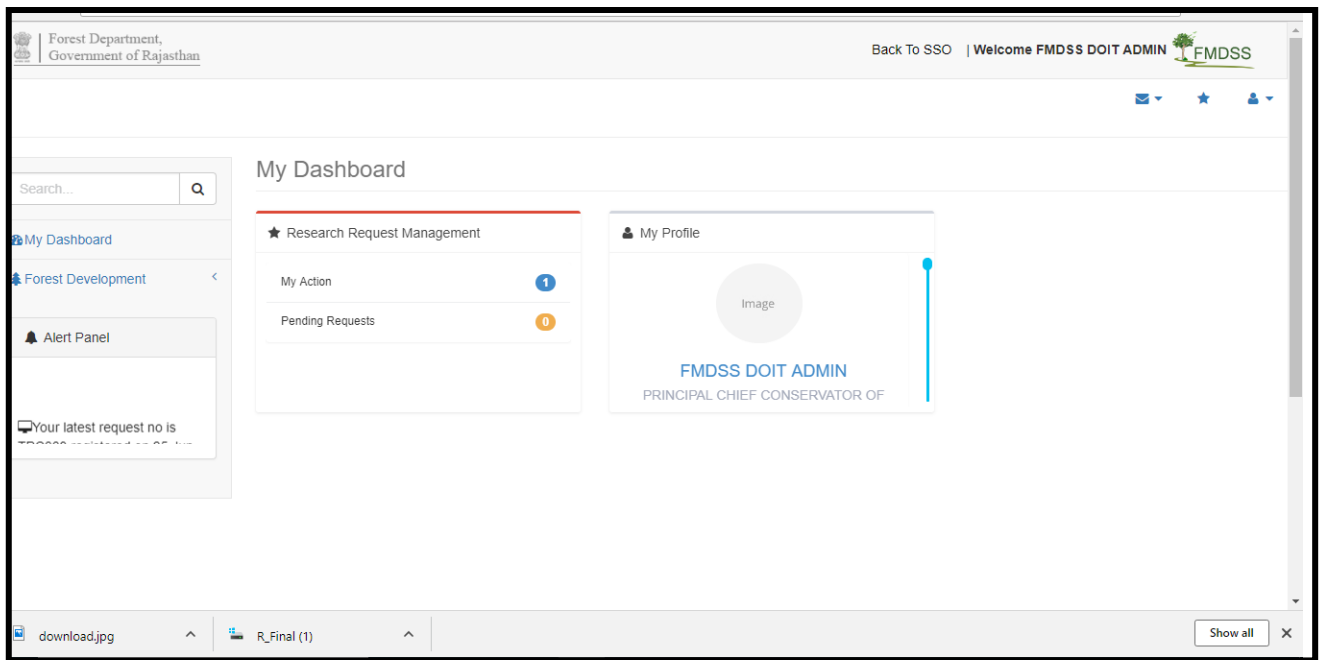 Forest Department,
Government of Rajasthan
Back To SSO | Welcome FMDSS DOIT ADMIN
FMDSS
Search...
My Dashboard
Forest Development
Alert Panel
Your latest request no is
registered on
My Dashboard
Research Request Management
My Action 1
Pending Requests 0
My Profile
Image
FMDSS DOIT ADMIN
PRINCIPAL CHIEF CONSERVATOR OF
download.jpg
R_Final (1)
Show all